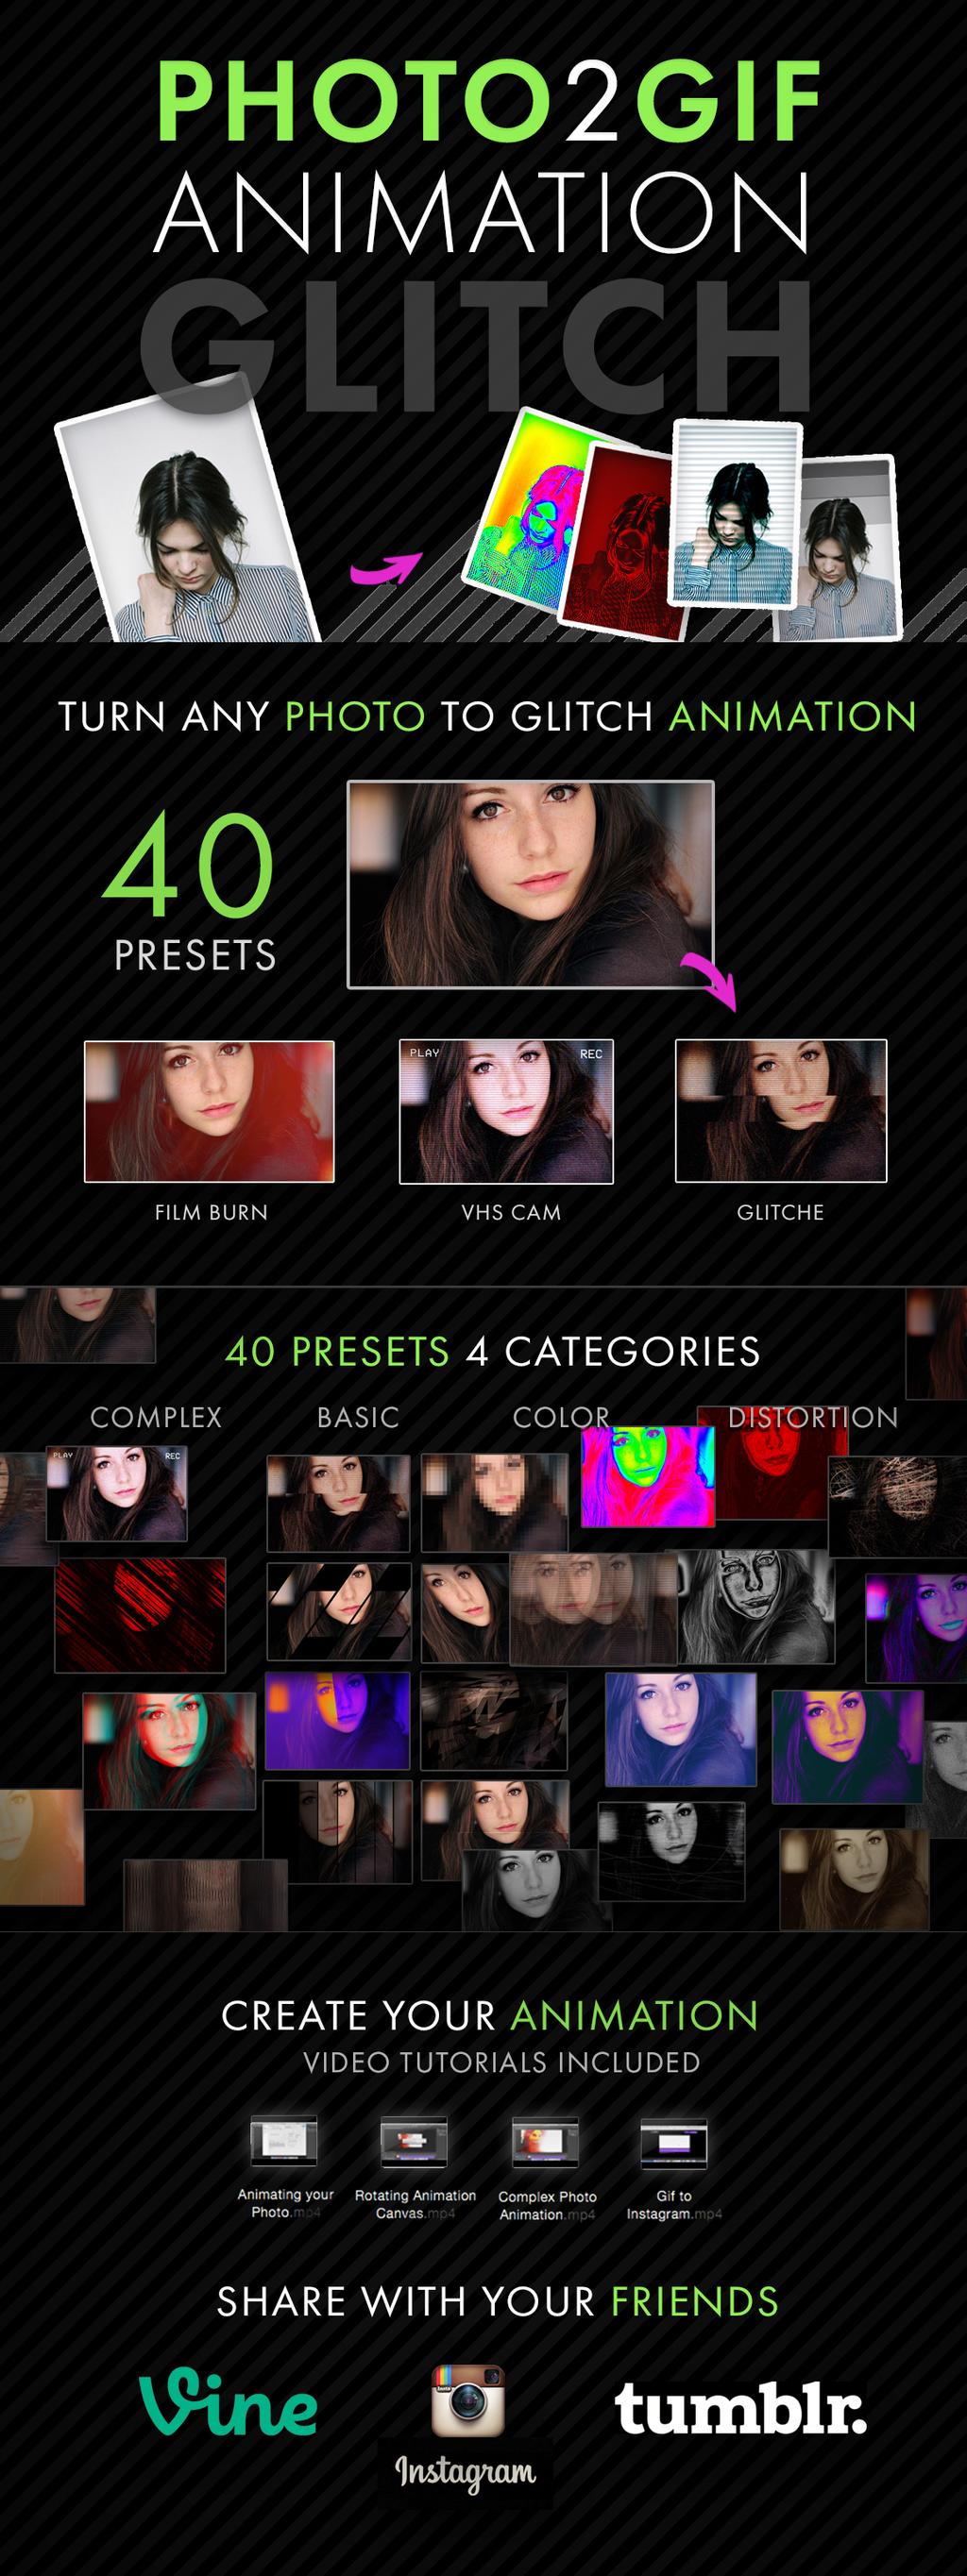 PHOTO2GIF
ANIMATION
GLITCH
TURN ANY PHOTO TO GLITCH ANIMATION
40
PRESETS
PLAY
REC
FILM BURN
VHS CAM
GLITCHE
40 PRESETS 4 CATEGORIES
COMPLEX
BASIC
COLOR
DISTORTION
PLAY
REC
CREATE YOUR ANIMATION
VIDEO TUTORIALS INCLUDED
Animating your
Photo.mp4
Rotating Animation
Canvas.mp4
Complex Photo
Animation.mp4
Gif to
Instagram.mp4
SHARE WITH YOUR FRIENDS
Vine
Insta
Instagram
tumblr.